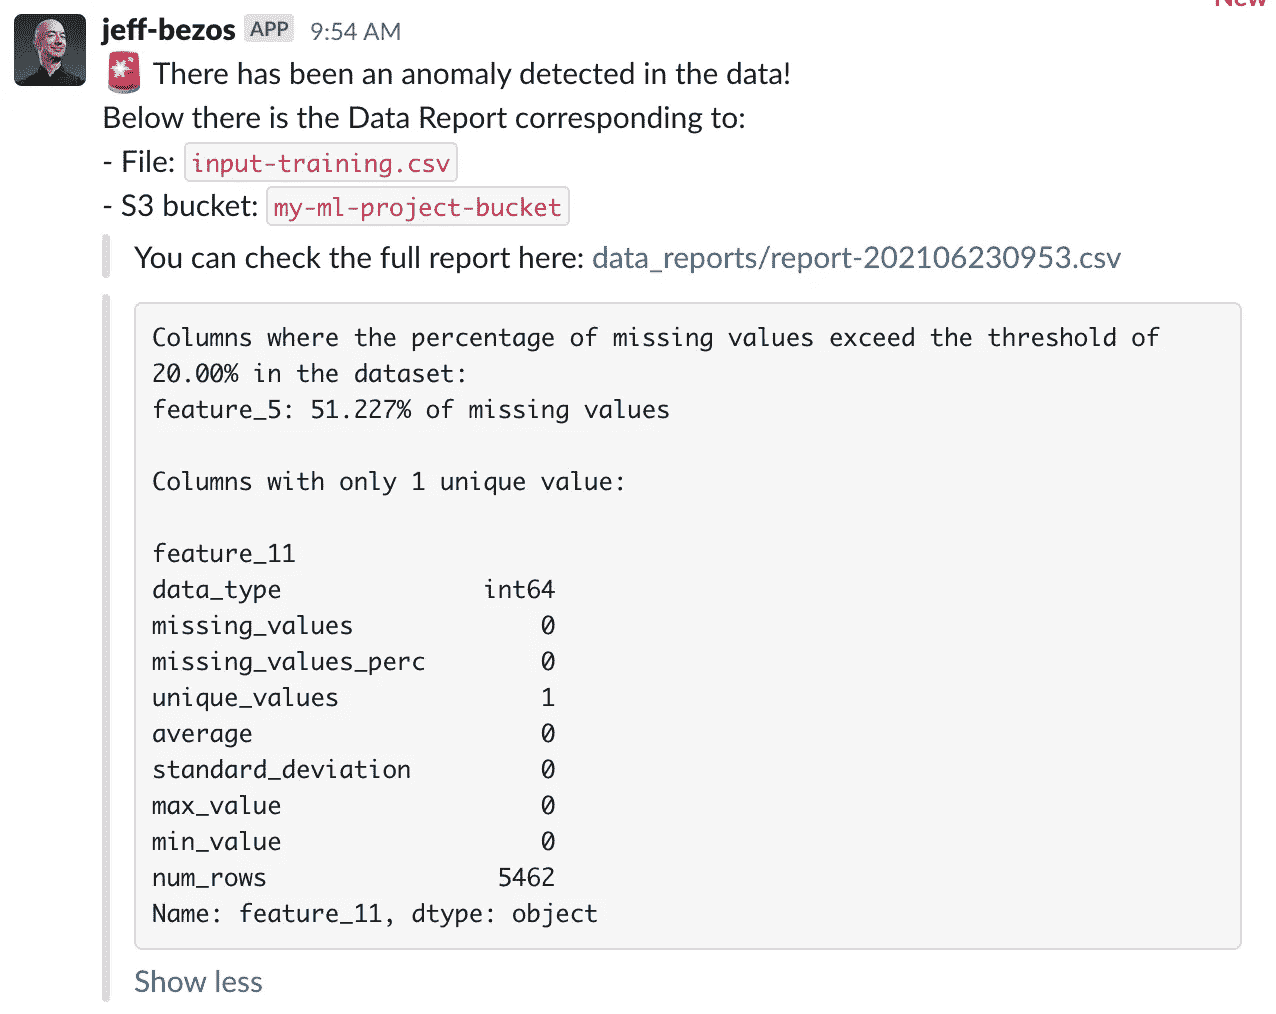 New
jeff-bezos APP 9:54 AM
There has been an anomaly detected in the data!
Below there is the Data Report corresponding to:
- File: input-training.csv
- S3 bucket: my-ml-project-bucket
You can check the full report here: data_reports/report-202106230953.csv
Columns where the percentage of missing values exceed the threshold of
20.00% in the dataset:
feature_5: 51.227% of missing values
Columns with only 1 unique value:
feature_11
data_type int64
missing_values 0
missing_values_perc 0
unique_values 1
average 0
standard_deviation 0
max_value 0
min_value 0
num_rows 5462
Name: feature_11, dtype: object
Show less